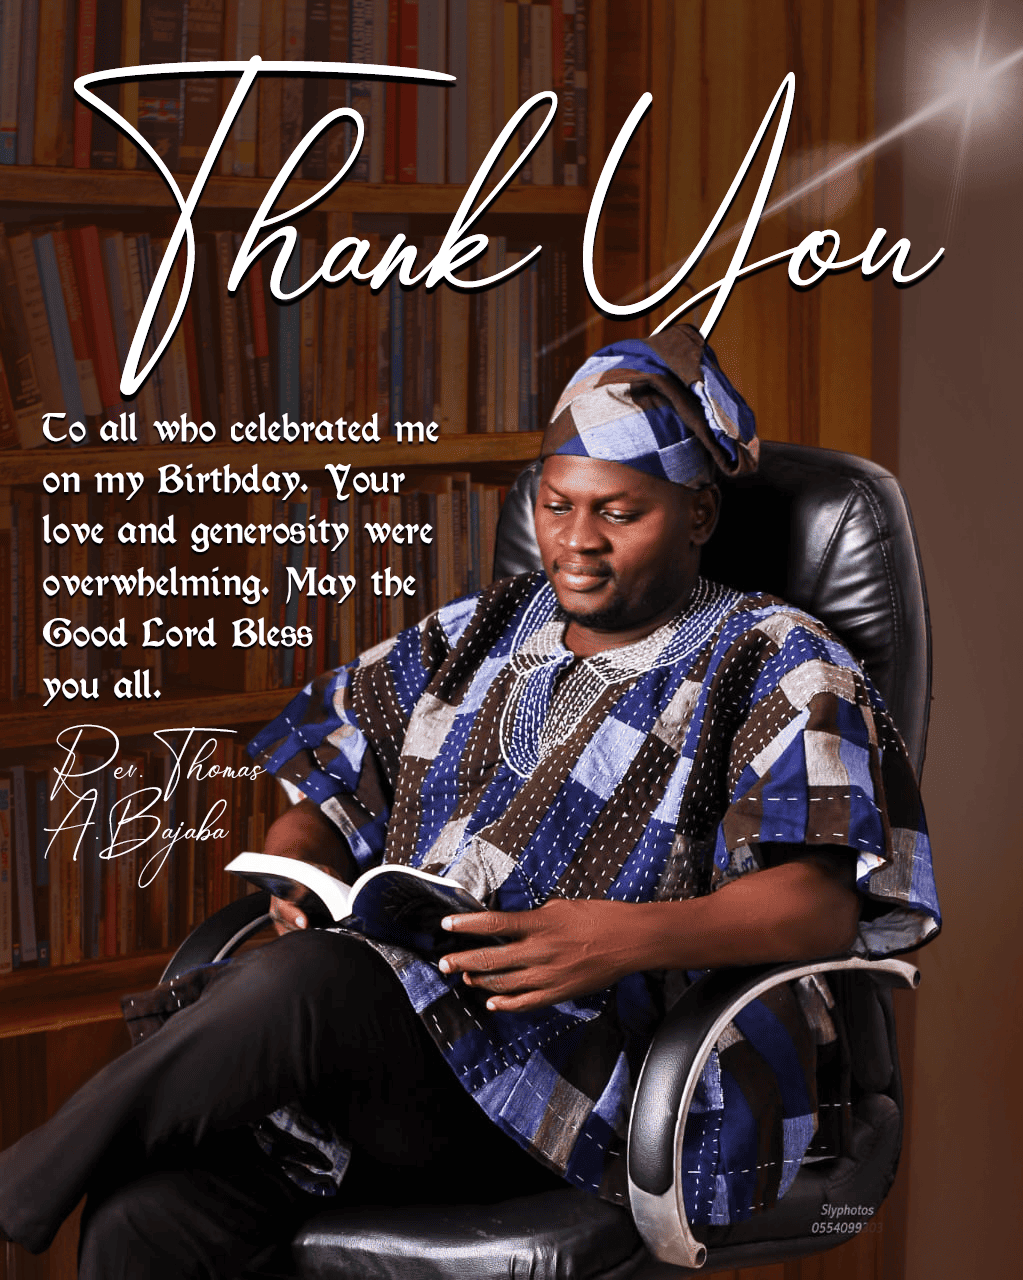 Thank You
To all who celebrated me
on my Birthday. Your
love and generosity were
overwhelming. May the
Good Lord Bless
you all.
Rev. Thomas
A. Bajaba
Slyphotos